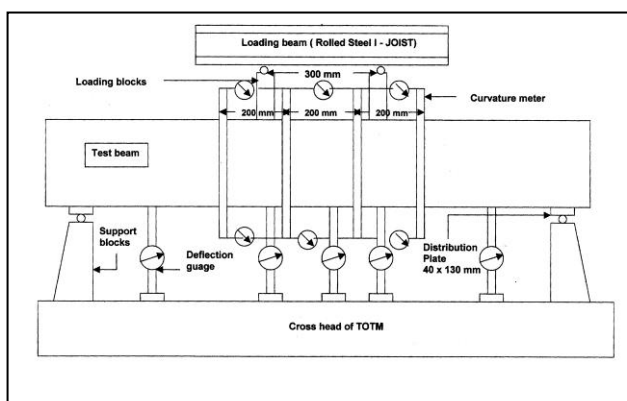 Loading beam ( Rolled Steel I - JOIST)
Loading blocks
300 mm
Curvature meter
200 mm
200 mm
200 mm
Test beam
Support
blocks
Deflection
guage
Distribution
Plate
40 x 130 mm
Cross head of TOTM